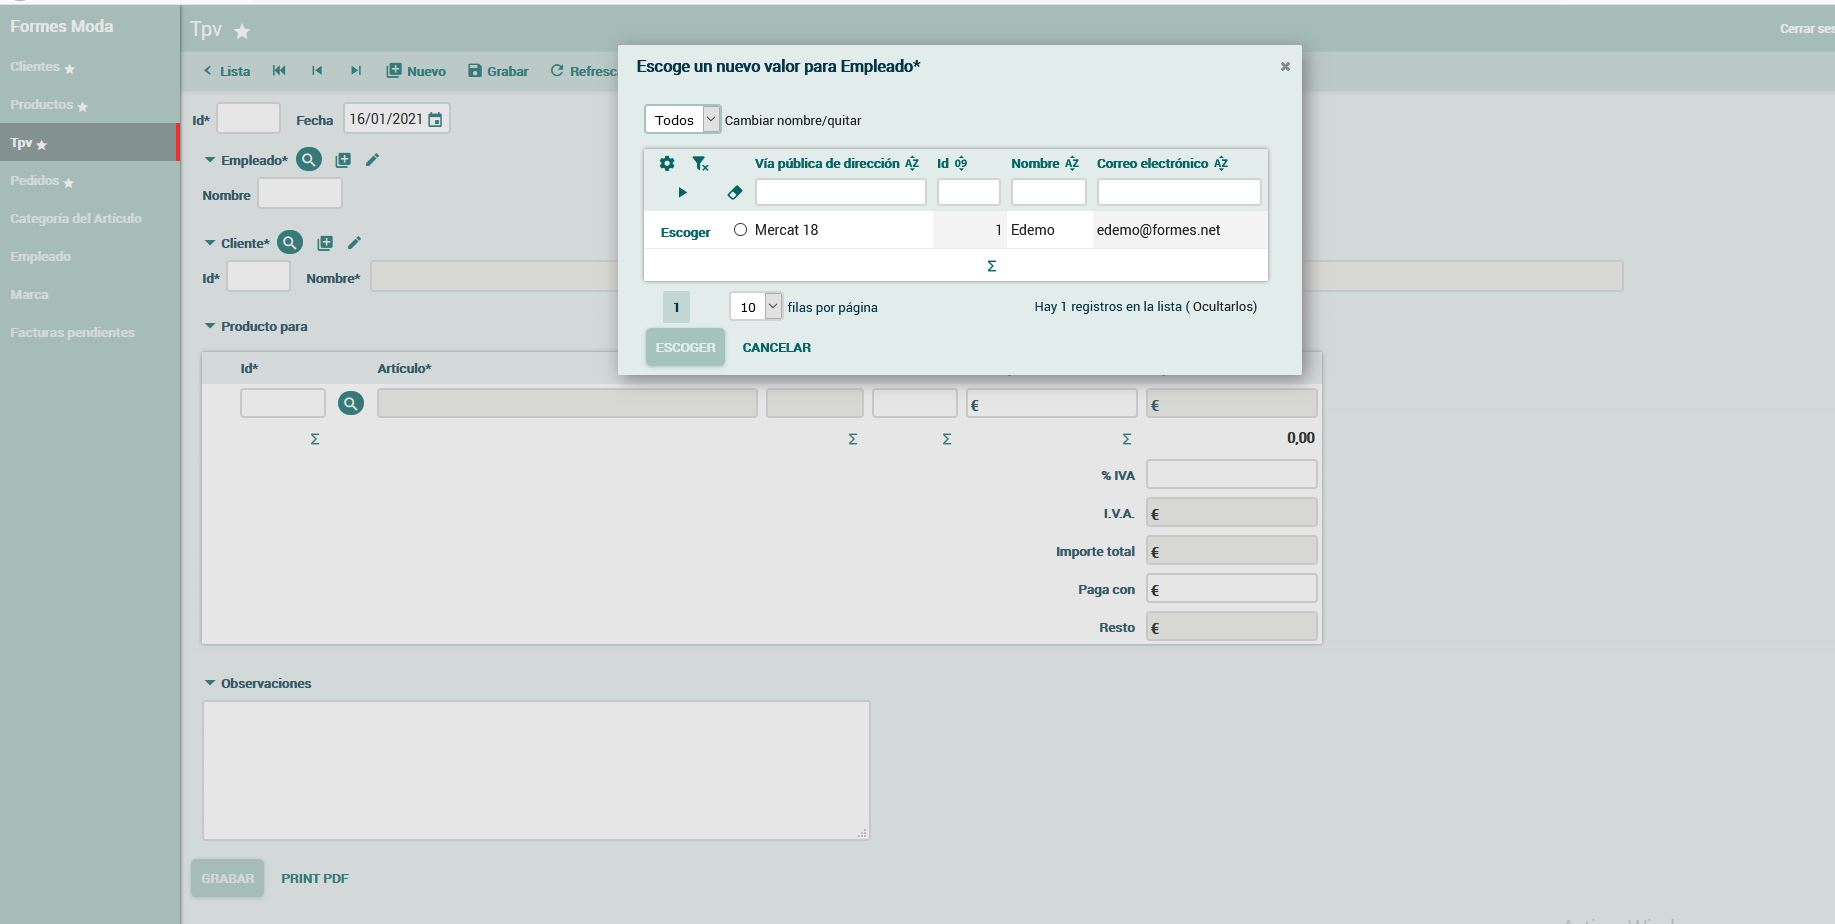 Formes Moda
Clientes
Productos
Tpv
Pedidos
Categoría del Artículo
Empleado
Marca
Facturas pendientes
Tpv
Cerrar ses
Lista Nuevo Grabar Refresc
Id* Fecha 16/01/2021
Empleado*
Nombre
Cliente*
Id* Nombre*
Producto para
Id* Artículo*
€ €
Σ Σ Σ Σ 0,00
% IVA
I.V.A. €
Importe total €
Paga con €
Resto €
Observaciones
GRABAR PRINT PDF
Escoge un nuevo valor para Empleado*
Todos Cambiar nombre/quitar
Vía pública de dirección AZ Id 09 Nombre AZ Correo electrónico AZ
Escoger Mercat 18 1 Edemo edemo@formes.net
Σ
1 10 filas por página Hay 1 registros en la lista ( Ocultarlos)
ESCOGER CANCELAR